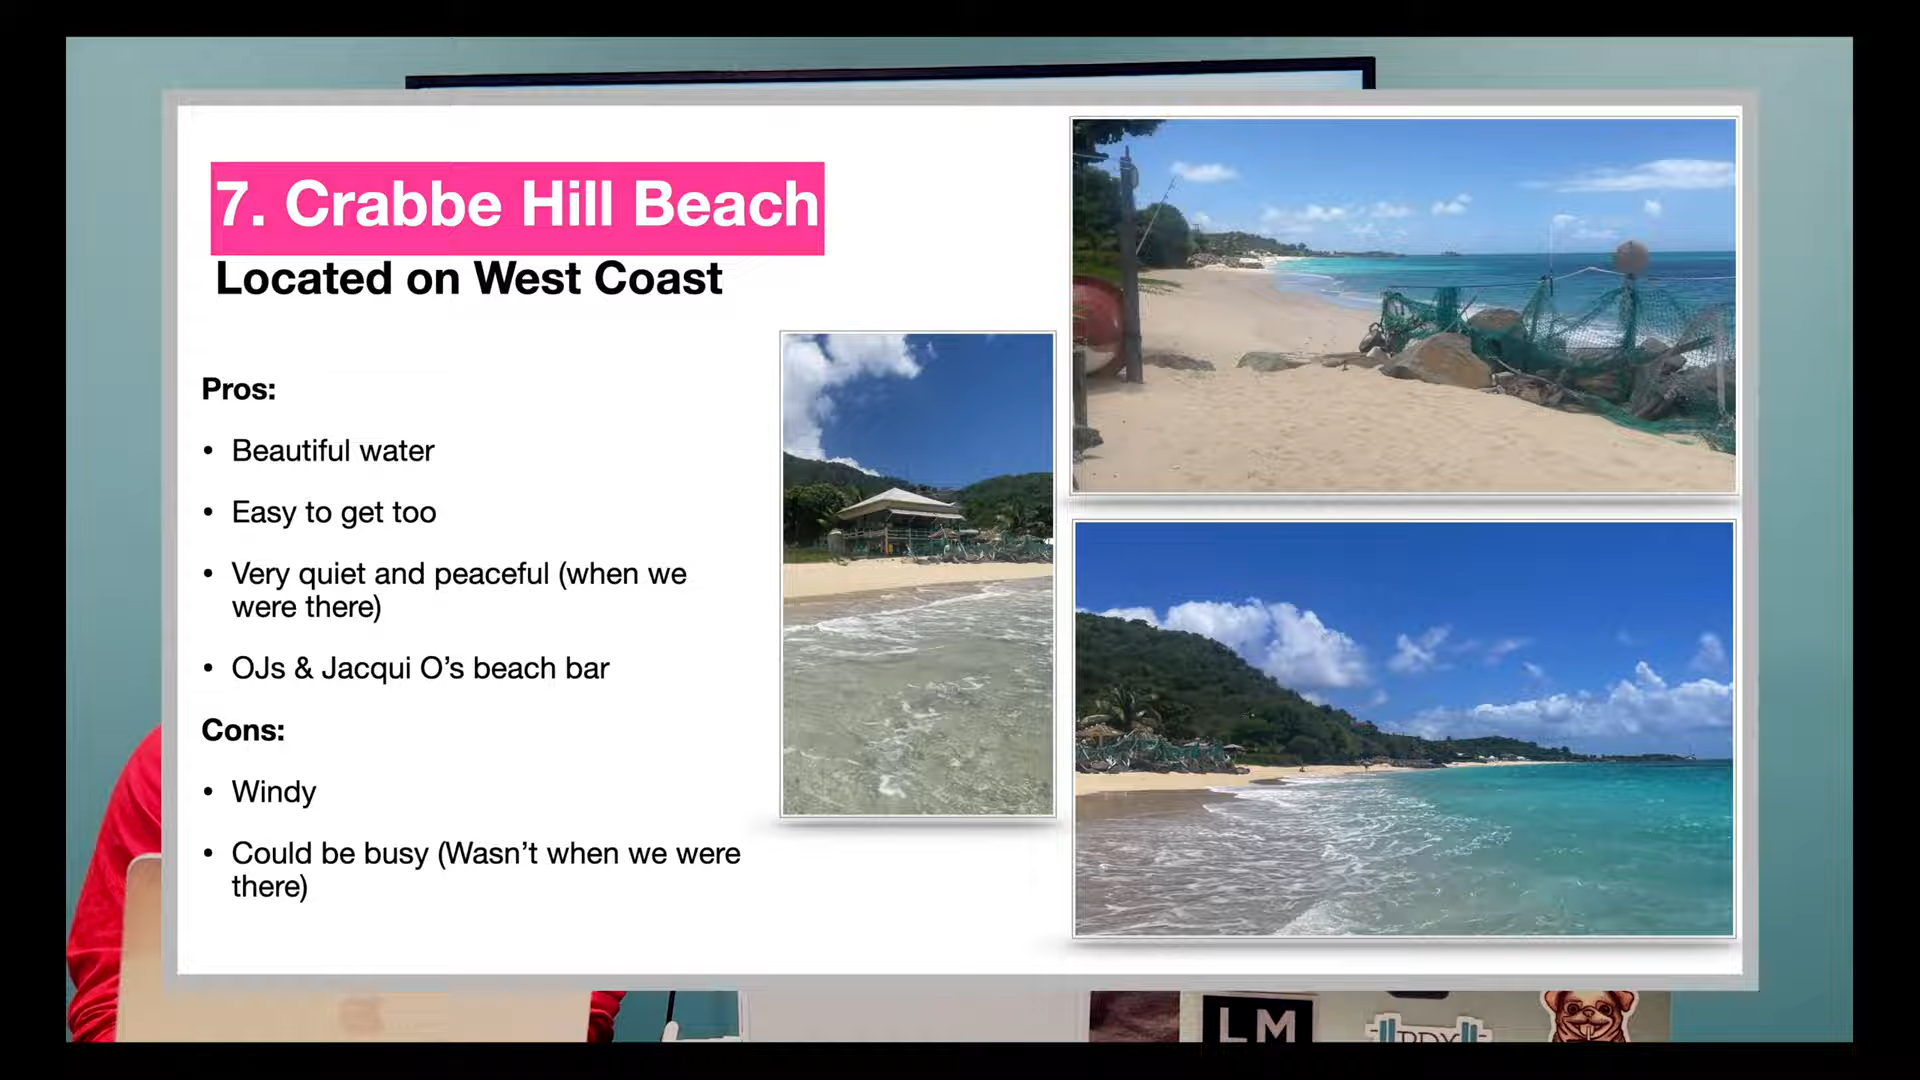 7. Crabbe Hill Beach
Located on West Coast
Pros:
• Beautiful water
• Easy to get too
• Very quiet and peaceful (when we
were there)
• OJs & Jacqui O’s beach bar
Cons:
• Windy
• Could be busy (Wasn’t when we were
there)
LM
PDX